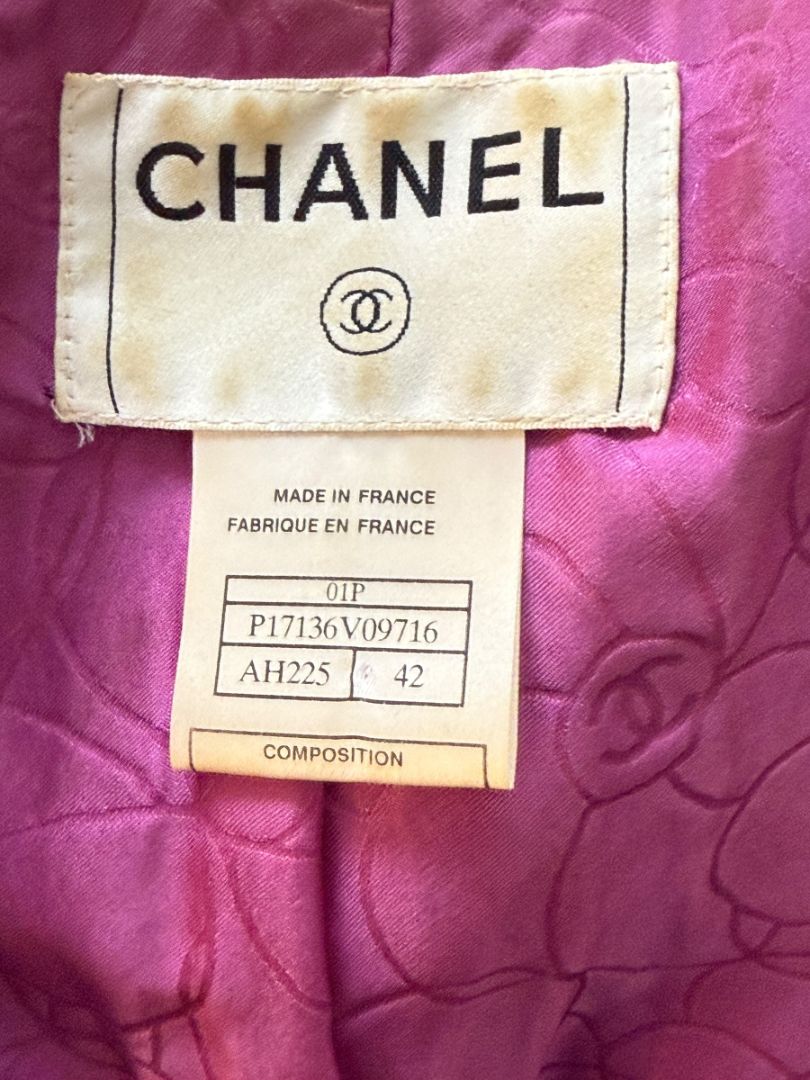 CHANEL
MADE IN FRANCE
FABRIQUE EN FRANCE
01P
P17136V09716
AH225 42
COMPOSITION